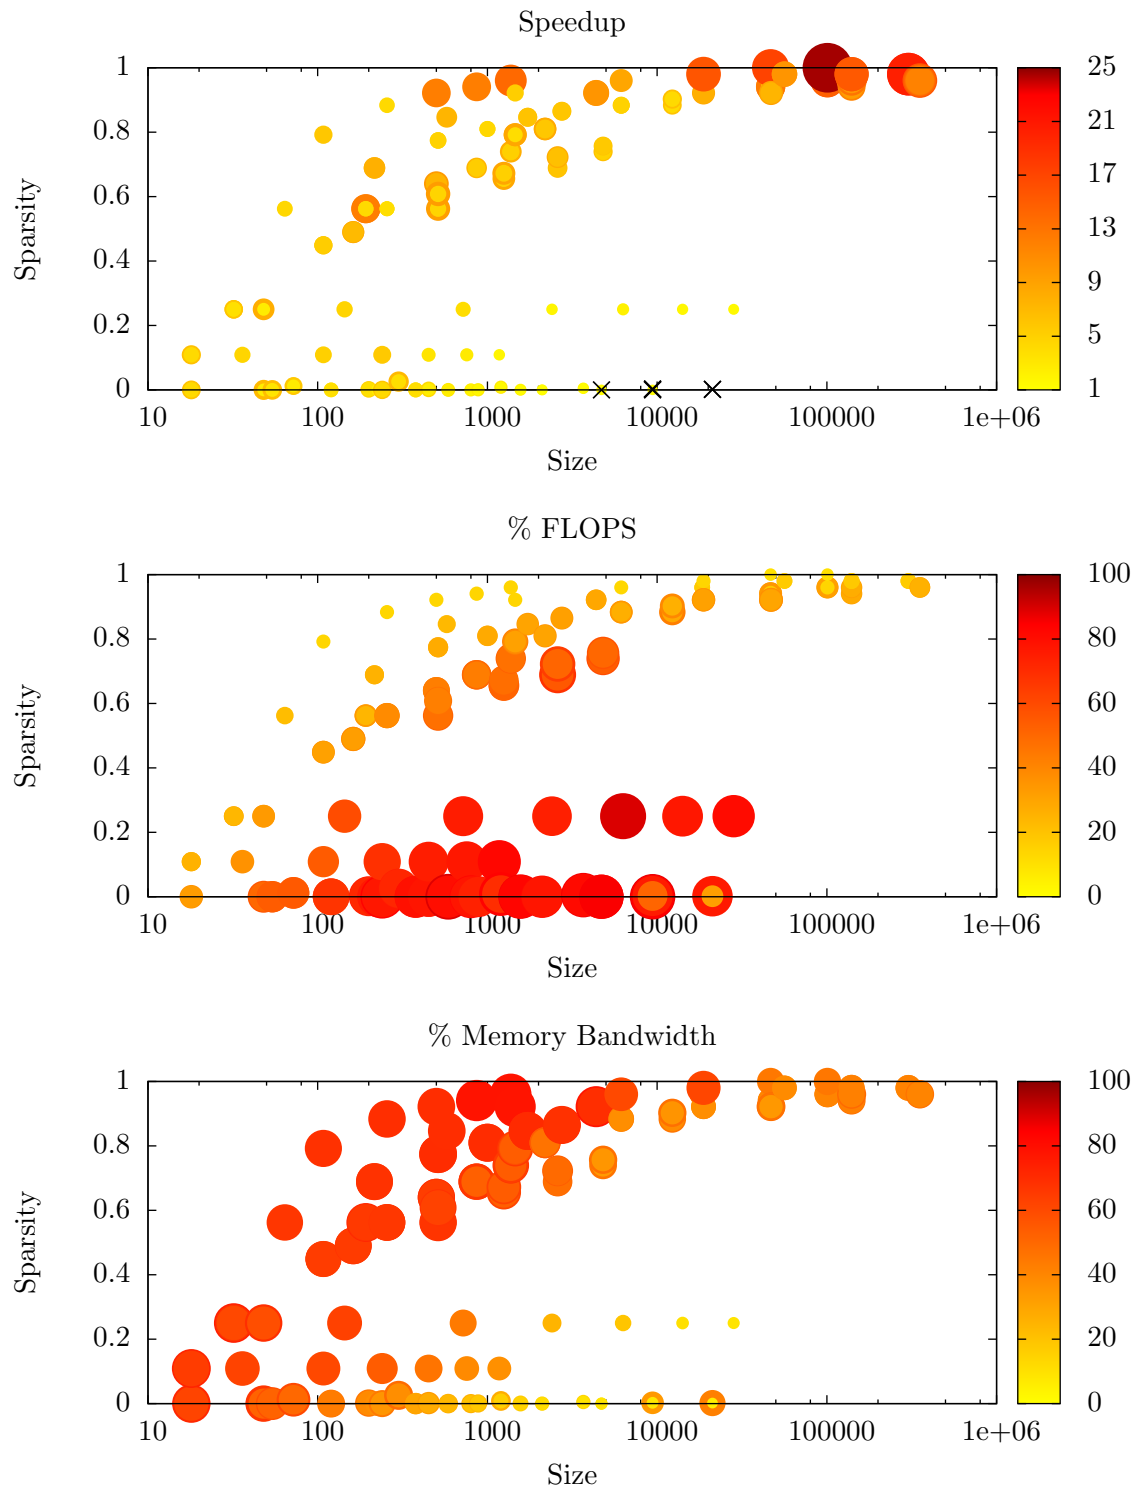 Speedup
1 25
0.8 21
0.6 17
Sparsity 13
0.4 9
0.2 5
0 1
10 100 1000 10000 100000 1e+06
Size
% FLOPS
1 100
0.8 80
0.6 60
Sparsity
0.4 40
0.2 20
0 0
10 100 1000 10000 100000 1e+06
Size
% Memory Bandwidth
1 100
0.8 80
0.6 60
Sparsity
0.4 40
0.2 20
0 0
10 100 1000 10000 100000 1e+06
Size